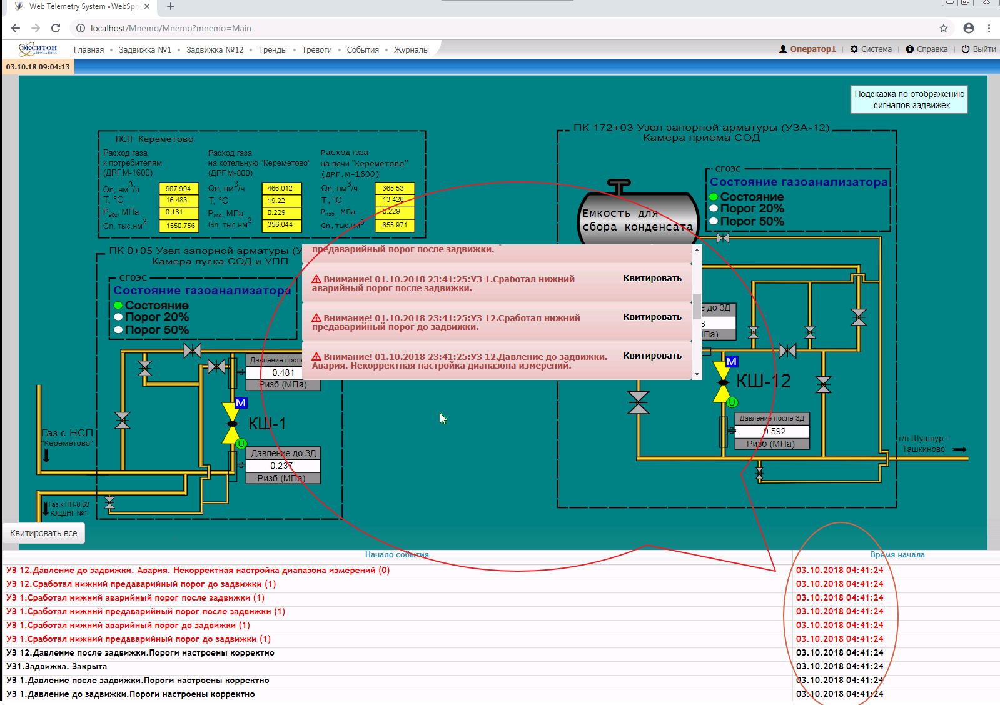 Web Telemetry System «WebSph
localhost/Mnemo/Mnemo?mnemo=Main
ЭКСИТОН
АВТОМАТИКА
Главная • Задвижка №1 • Задвижка №12 • Тренды • Тревоги • События • Журналы
Оператор1 | Система | Справка | Выйти
03.10.18 09:04:13
Подсказка по отображению
сигналов задвижек
НСП Кереметово
Расход газа
к потребителям
(ДРГ.М-1600)
Qп, нм3/ч 907.994
T, °C 16.483
Рабс, МПа 0.181
Gп, тыс.нм3 1550.756
Расход газа
на котельную "Кереметово"
(ДРГ.М-800)
Qп, нм3/ч 466.012
T, °C 19.22
Ризб, МПа 0.229
Gп, тыс.нм3 356.044
Расход газа
на печи "Кереметово"
(ДРГ.М-1600)
Qп, нм3/ч 365.53
T,°C 13.428
Ризб, МПа 0.229
Gп,тыс.нм3 655.971
ПК 172+03 Узел запорной арматуры (УЗА-12)
Камера приема СОД
СГОЭС
Состояние газоанализатора
Состояние
Порог 20%
Порог 50%
Емкость для
сбора конденсата
ПК 0+05 Узел запорной арматуры (У
Камера пуска СОД и УПП
СГОЭС
Состояние газоанализатора
Состояние
Порог 20%
Порог 50%
предаварийный порог после задвижки.
Внимание! 01.10.2018 23:41:25:УЗ 1.Сработал нижний
аварийный порог после задвижки.
Квитировать
Внимание! 01.10.2018 23:41:25:УЗ 12.Сработал нижний
предаварийный порог до задвижки.
Квитировать
Внимание! 01.10.2018 23:41:25:УЗ 12.Давление до задвижки.
Авария. Некорректная настройка диапазона измерений.
Квитировать
Давление после
0.481
Ризб (МПа)
M
КШ-1
U
Давление до ЗД
0.237
Ризб (МПа)
Газ с НСП
"Кереметово"
Газ к ПП-0.63
ЮЦДНГ №1
е до ЗД
3
Па)
M
КШ-12
U
Давление после ЗД
0.592
Ризб (МПа)
г/п Шушнур -
Ташкиново
Квитировать все
Начало события Время начала
УЗ 12.Давление до задвижки. Авария. Некорректная настройка диапазона измерений (0) 03.10.2018 04:41:24
УЗ 12.Сработал нижний предаварийный порог до задвижки (1) 03.10.2018 04:41:24
УЗ 1.Сработал нижний аварийный порог после задвижки (1) 03.10.2018 04:41:24
УЗ 1.Сработал нижний предаварийный порог после задвижки (1) 03.10.2018 04:41:24
УЗ 1.Сработал нижний аварийный порог до задвижки (1) 03.10.2018 04:41:24
УЗ 1.Сработал нижний предаварийный порог до задвижки (1) 03.10.2018 04:41:24
УЗ 12.Давление после задвижки.Пороги настроены корректно 03.10.2018 04:41:24
УЗ1.Задвижка. Закрыта 03.10.2018 04:41:24
УЗ 1.Давление после задвижки.Пороги настроены корректно 03.10.2018 04:41:24
УЗ 1.Давление до задвижки.Пороги настроены корректно 03.10.2018 04:41:24